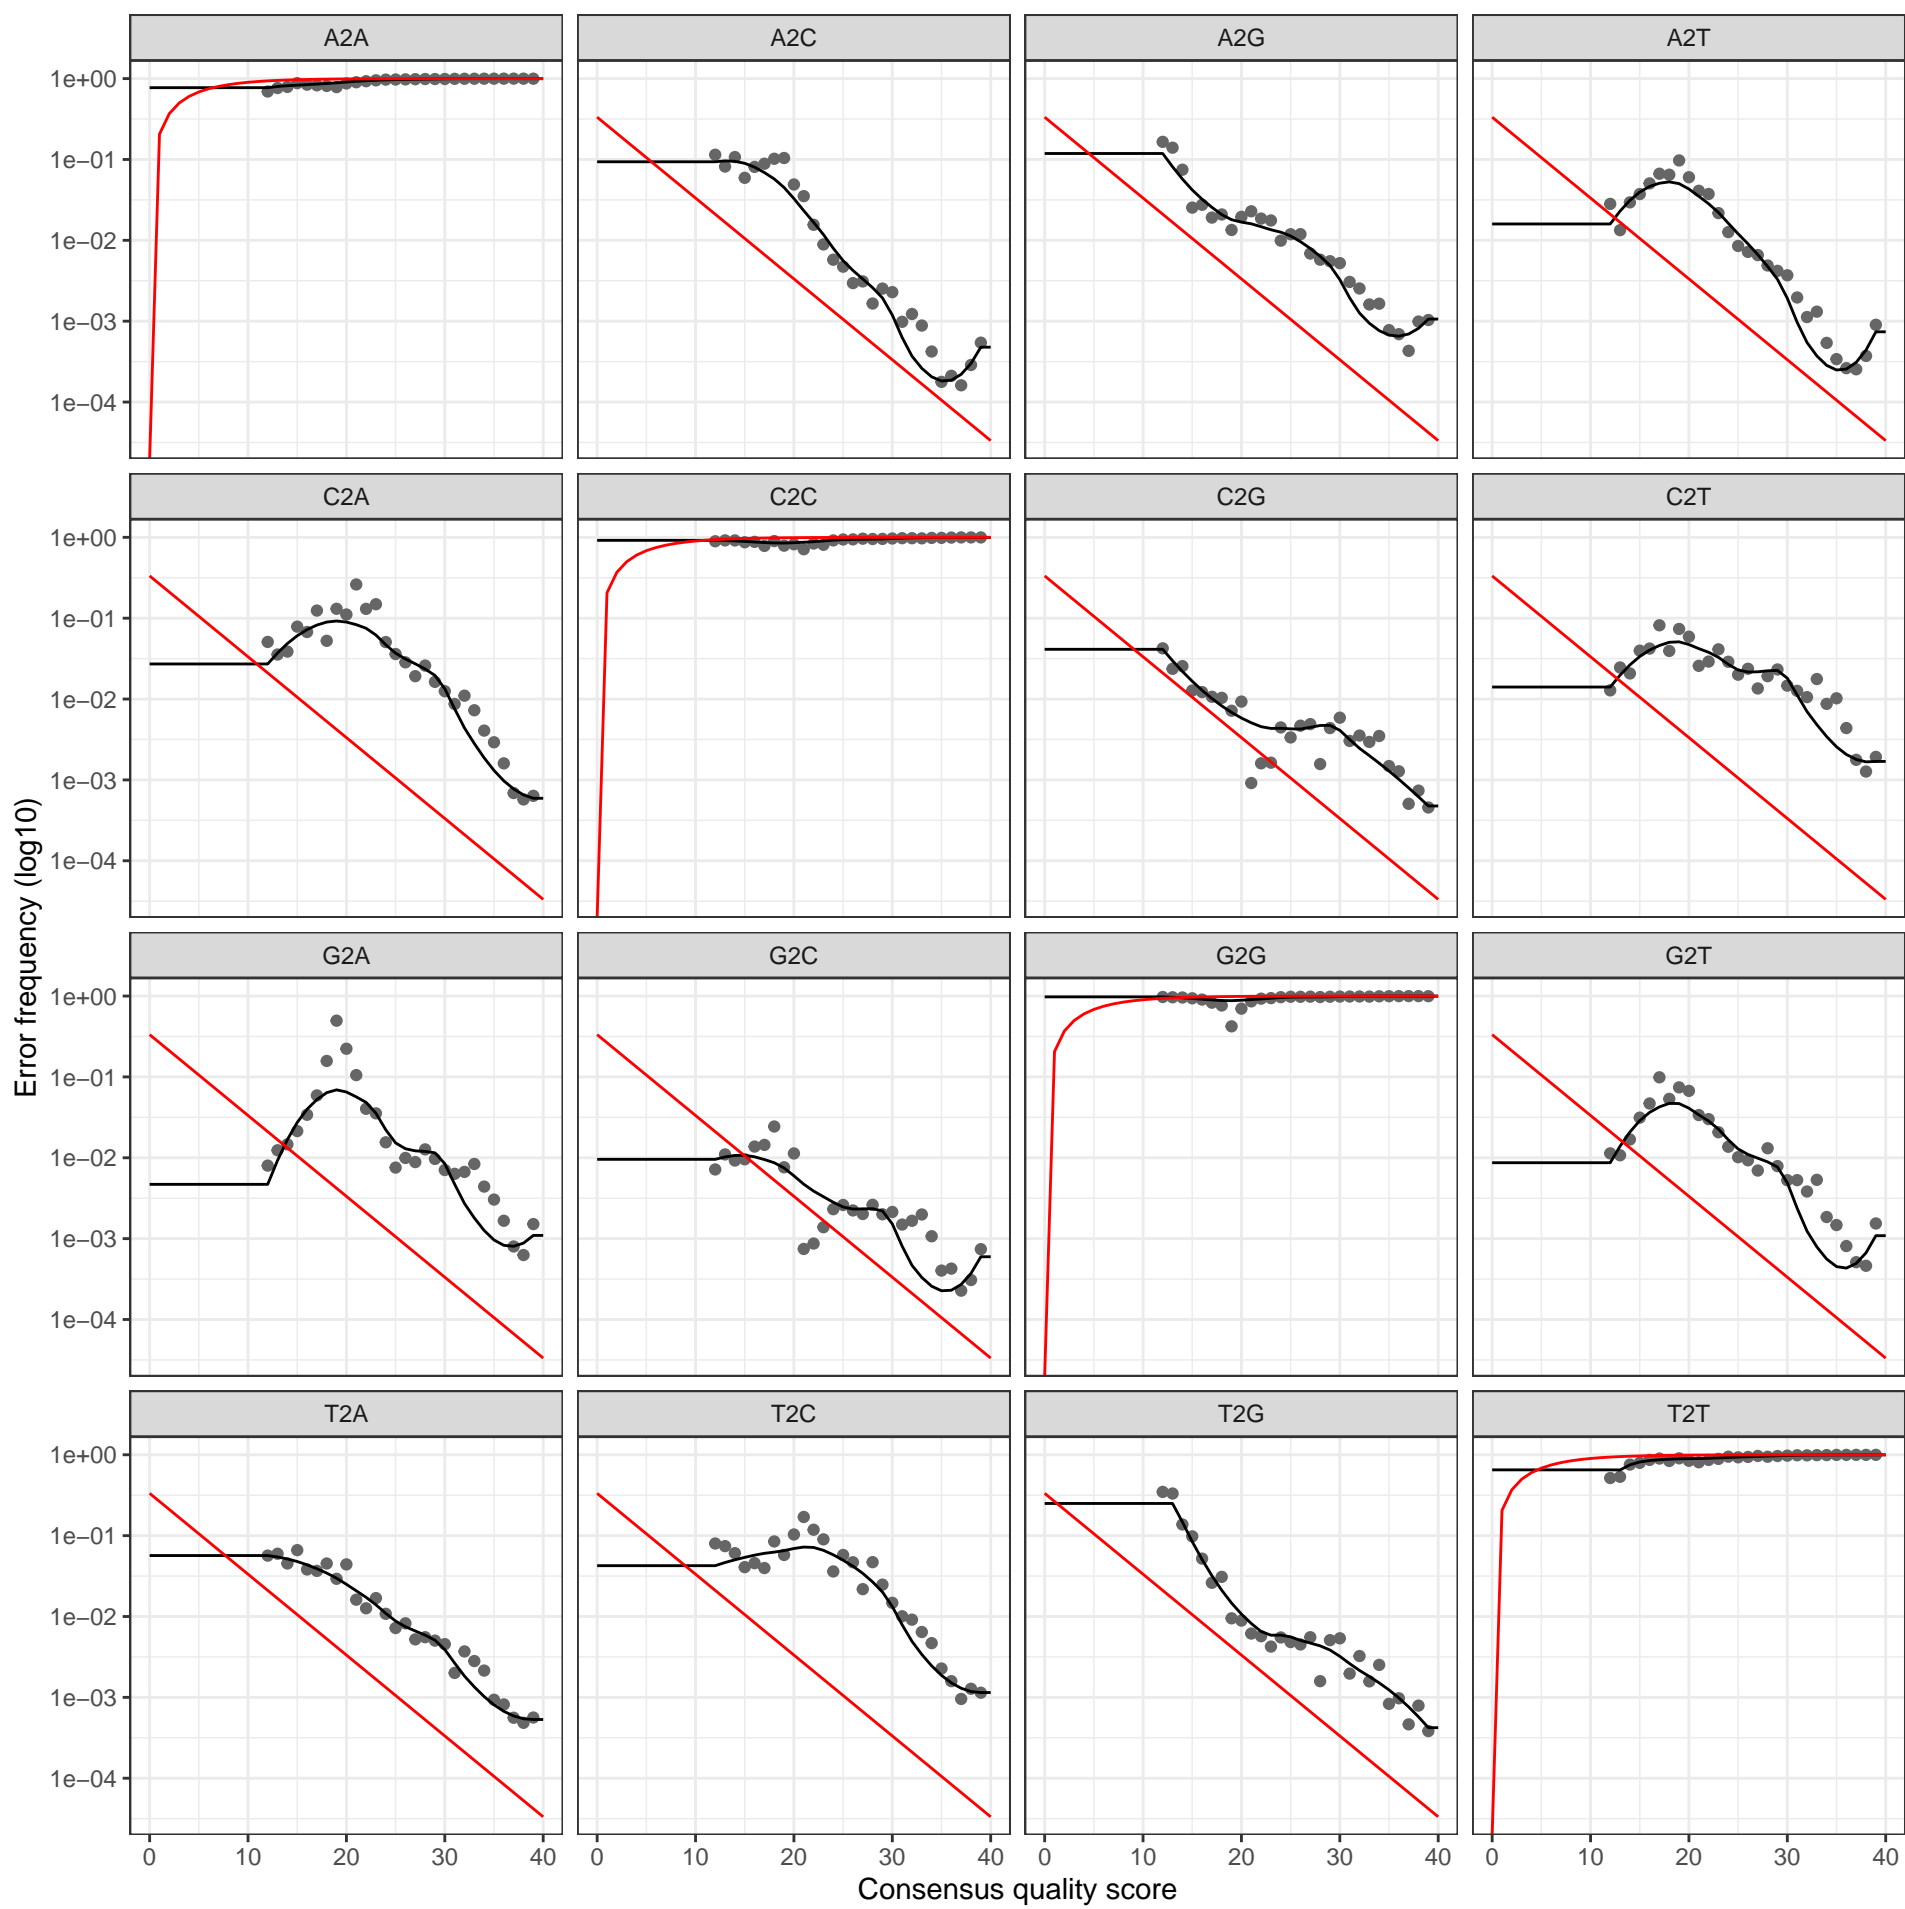 A2A A2C A2G A2T
1e+00
1e−01
1e−02
1e−03
1e−04
C2A C2C C2G C2T
1e+00
1e−01
1e−02
1e−03
1e−04
G2A G2C G2G G2T
1e+00
1e−01
1e−02
1e−03
1e−04
T2A T2C T2G T2T
1e+00
1e−01
1e−02
1e−03
1e−04
0 10 20 30 40 0 10 20 30 40 0 10 20 30 40 0 10 20 30 40
Consensus quality score
Error frequency (log10)